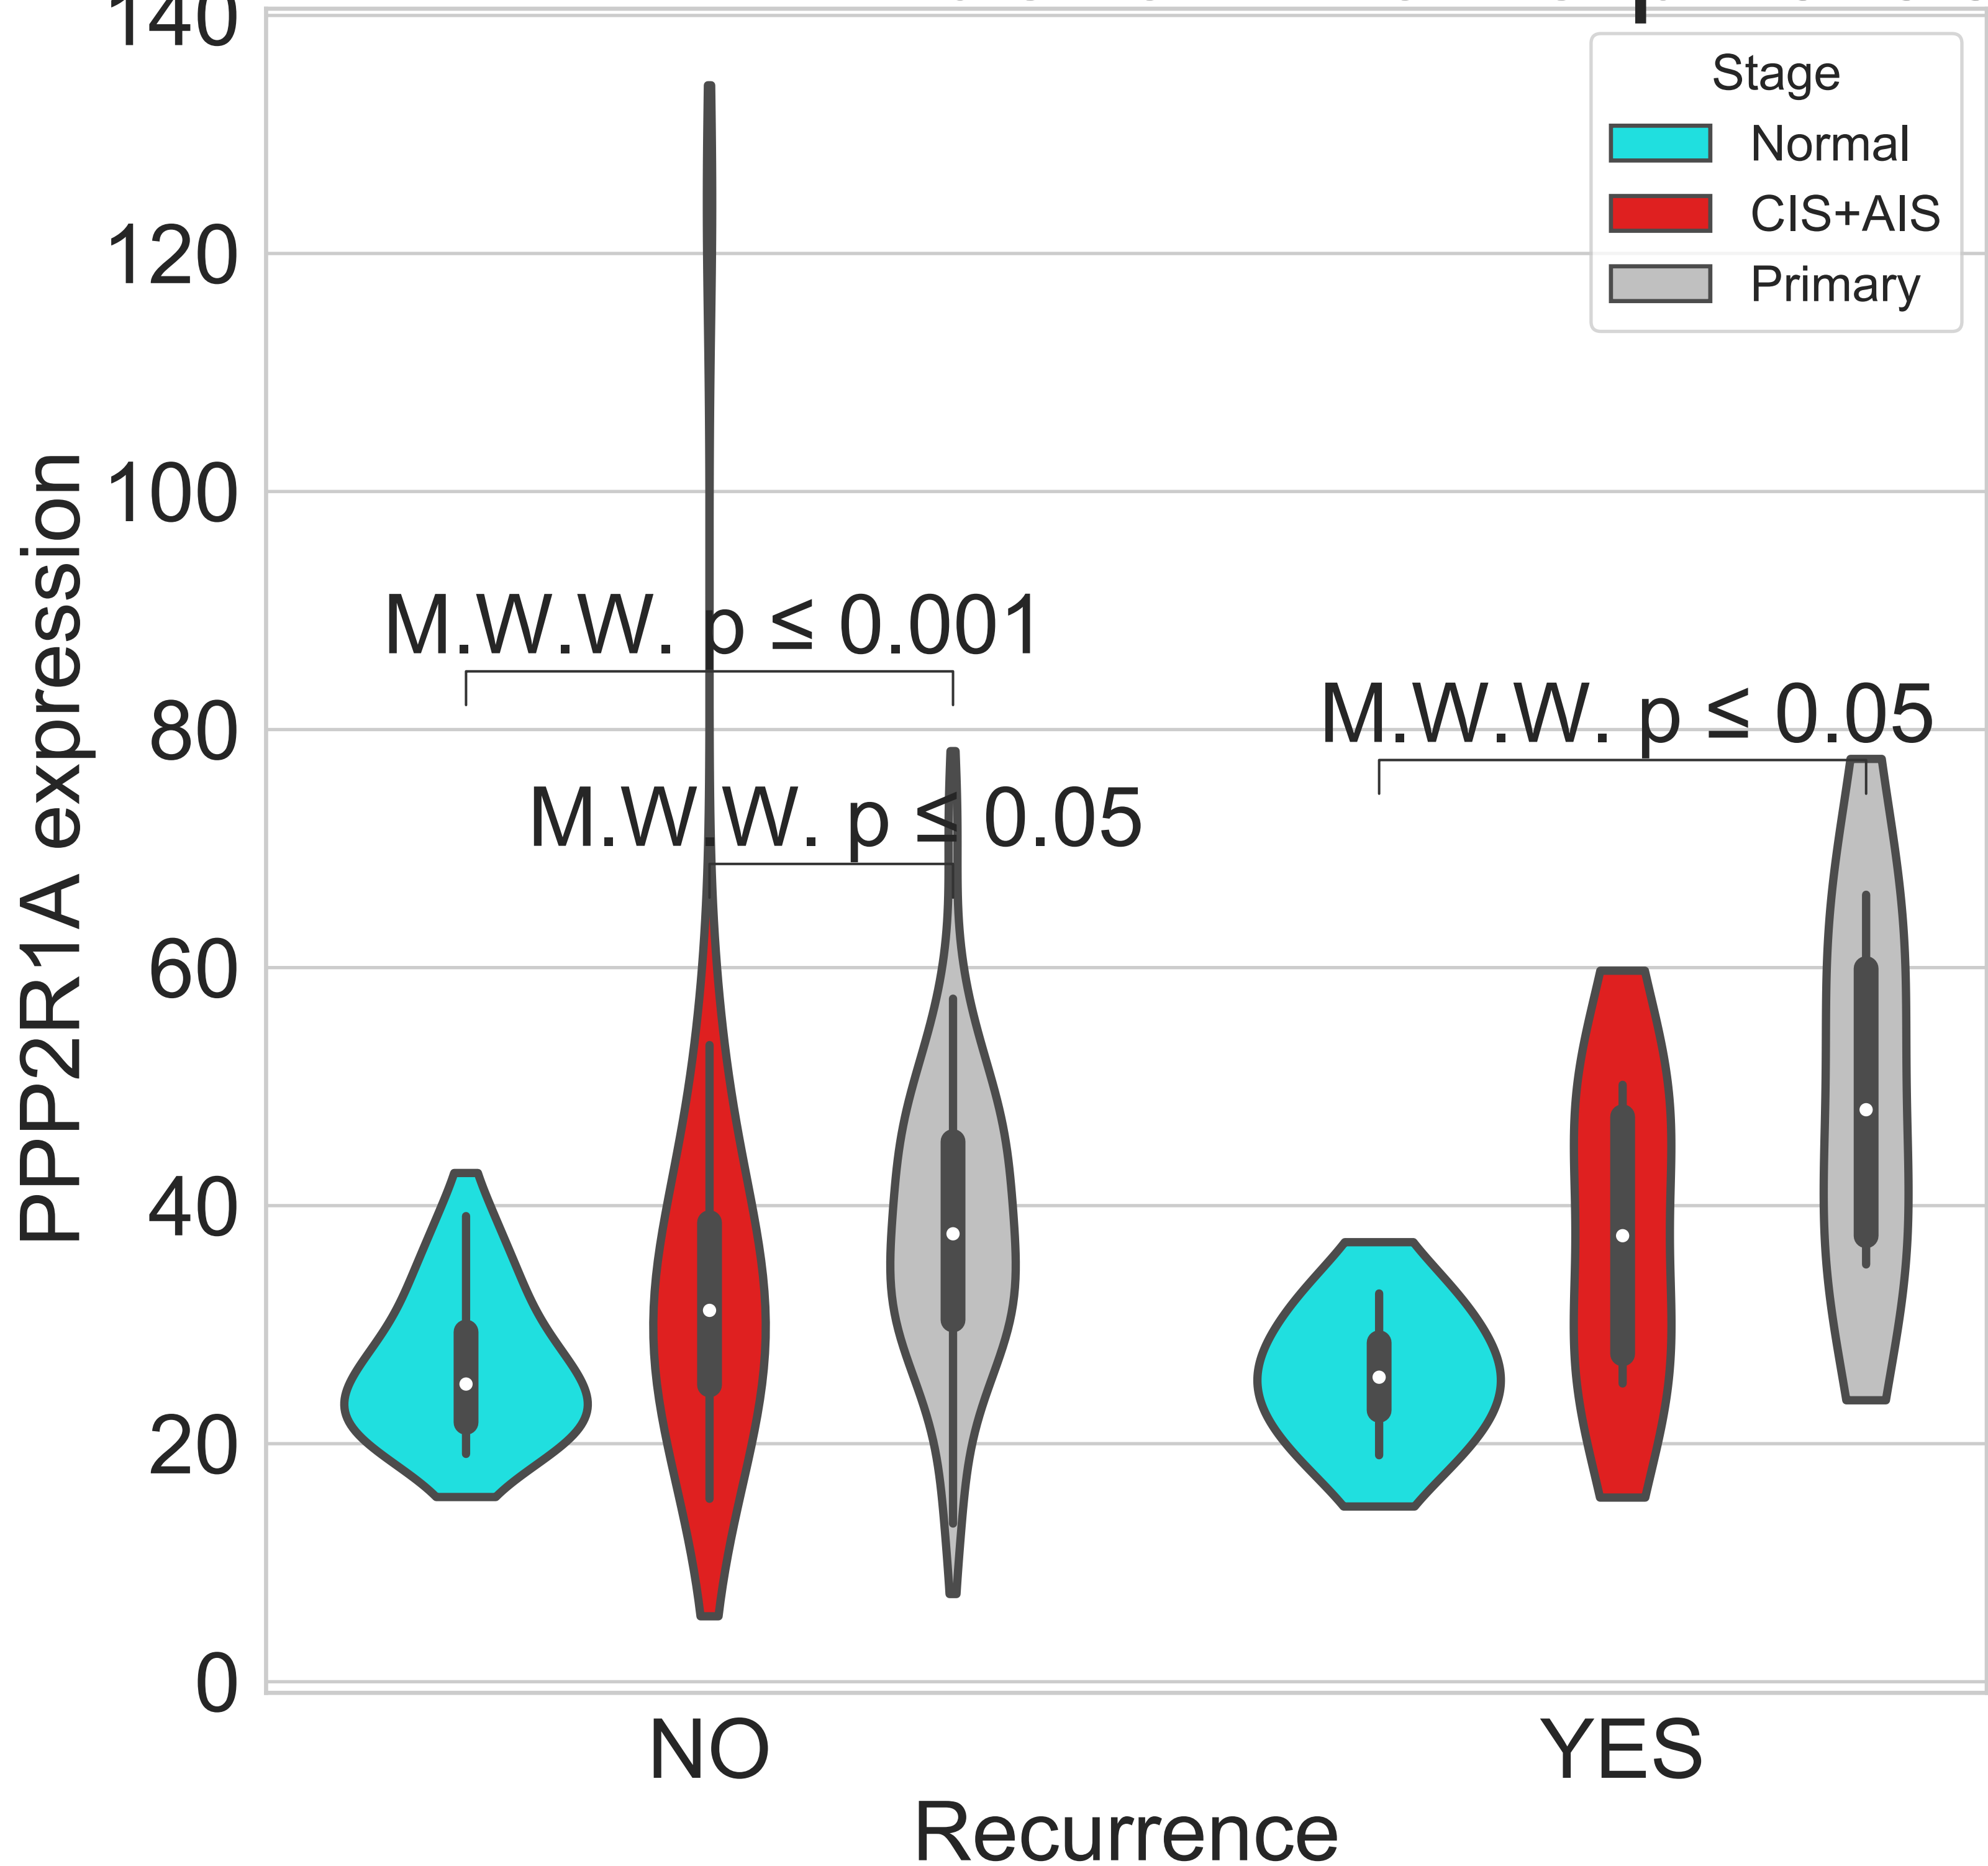 140
120
100
80
60
40
20
0
PPP2R1A expression
Stage
Normal
CIS+AIS
Primary
M.W.W. p ≤ 0.001
M.W.W. p ≤ 0.05
M.W.W. p ≤ 0.05
NO
YES
Recurrence